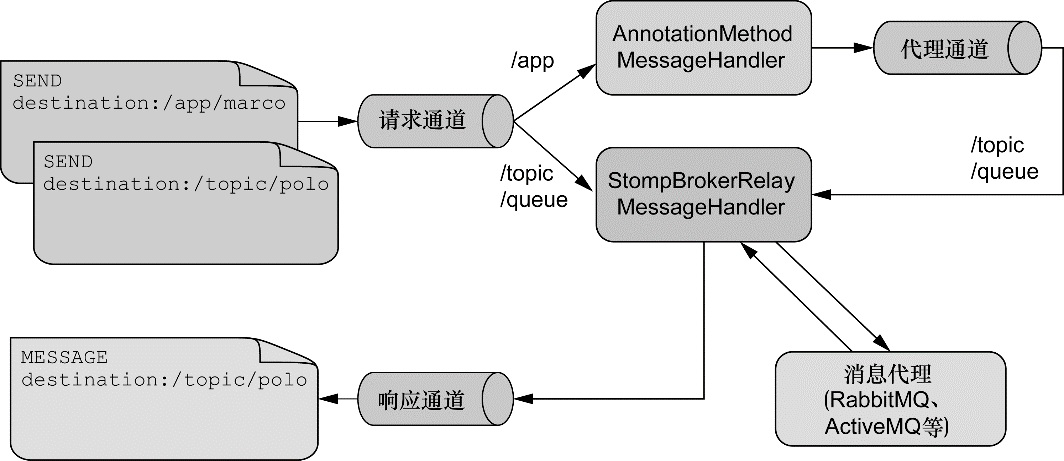 SEND
destination:/app/marco
SEND
destination:/topic/polo
请求通道
/app
/topic
/queue
AnnotationMethod
MessageHandler
代理通道
/topic
/queue
StompBrokerRelay
MessageHandler
MESSAGE
destination:/topic/polo
响应通道
消息代理
(RabbitMQ、
ActiveMQ等)